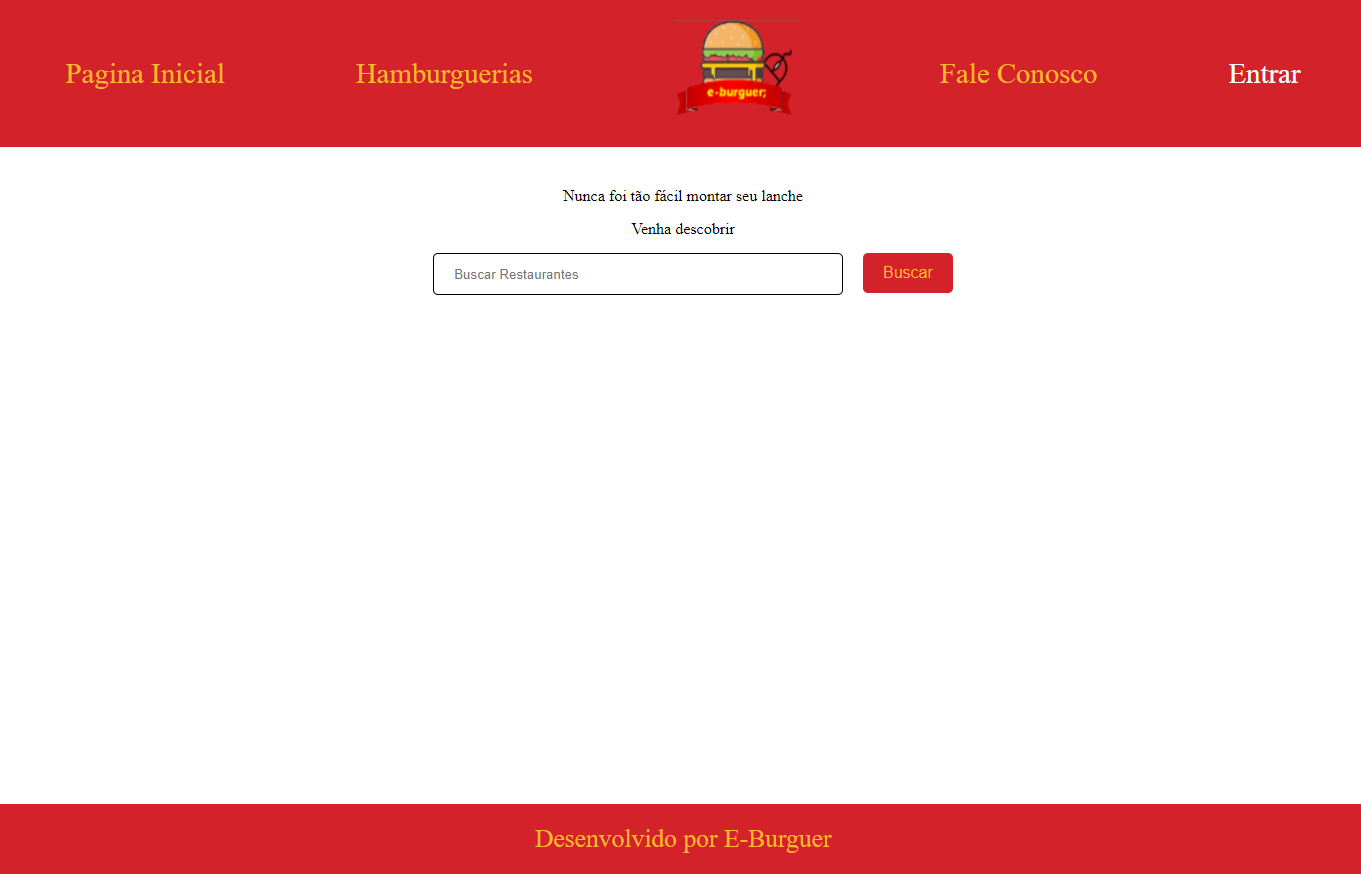 Pagina Inicial
Hamburguerias
e-burguer;
Fale Conosco
Entrar
Nunca foi tão fácil montar seu lanche
Venha descobrir
Buscar Restaurantes
Buscar
Desenvolvido por E-Burguer